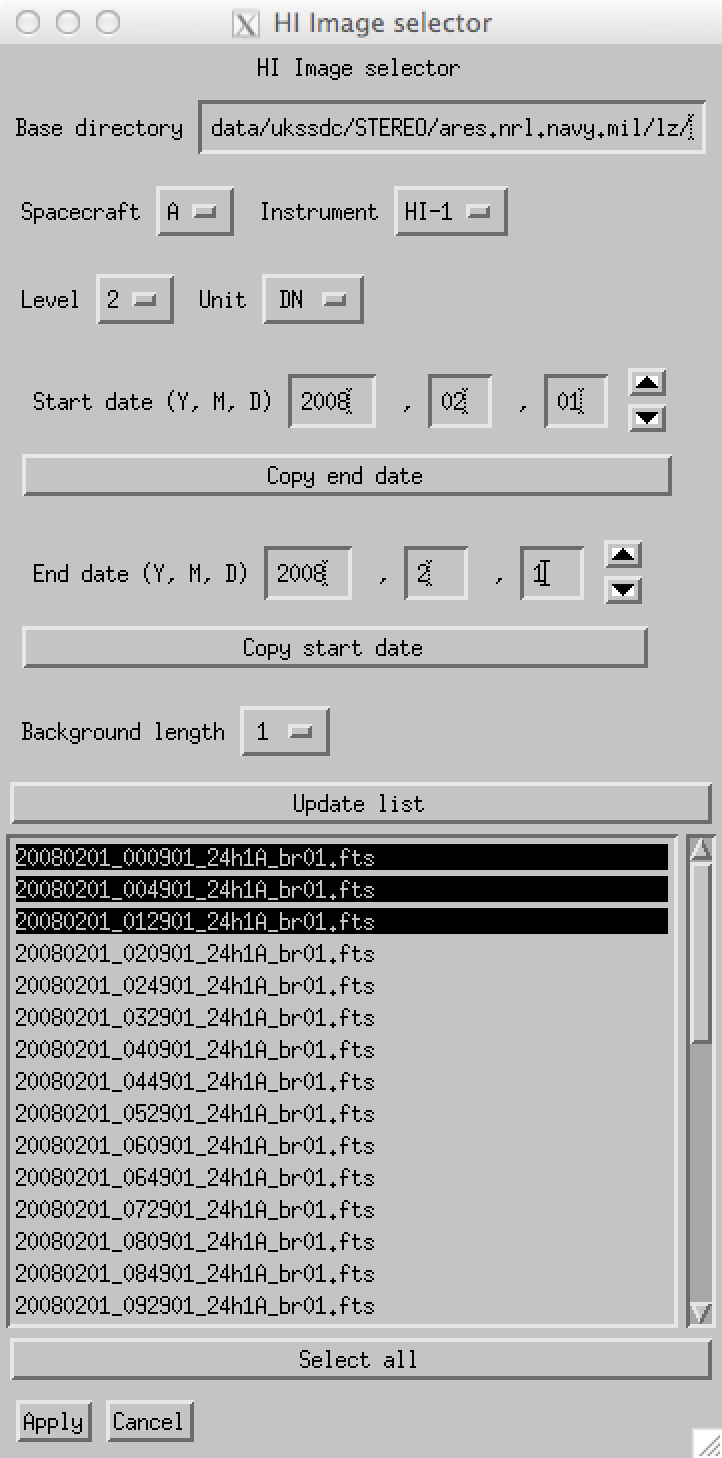 HI Image selector
HI Image selector
Base directory data/ukssdc/STEREO/ares.nrl.navy.mil/lz/
Spacecraft A Instrument HI-1
Level 2 Unit DN
Start date (Y, M, D) 2008 , 02 , 01
Copy end date
End date (Y, M, D) 2008 , 2 , 1
Copy start date
Background length 1
Update list
20080201_000901_24h1A_br01.fts
20080201_004901_24h1A_br01.fts
20080201_012901_24h1A_br01.fts
20080201_020901_24h1A_br01.fts
20080201_024901_24h1A_br01.fts
20080201_032901_24h1A_br01.fts
20080201_040901_24h1A_br01.fts
20080201_044901_24h1A_br01.fts
20080201_052901_24h1A_br01.fts
20080201_060901_24h1A_br01.fts
20080201_064901_24h1A_br01.fts
20080201_072901_24h1A_br01.fts
20080201_080901_24h1A_br01.fts
20080201_084901_24h1A_br01.fts
20080201_092901_24h1A_br01.fts
Select all
Apply Cancel